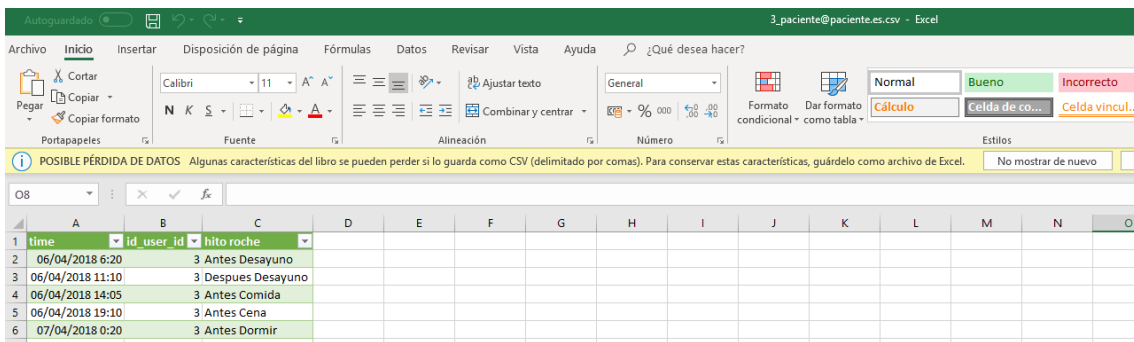 Autoguardado
3_paciente@paciente.es.csv - Excel
Archivo Inicio Insertar Disposición de página Fórmulas Datos Revisar Vista Ayuda ¿Qué desea hacer?
Pegar
Cortar
Copiar
Copiar formato
Portapapeles
Calibri 11 A A
N K S A
Fuente
ab Ajustar texto
Combinar y centrar
Alineación
General
% 000 ,00 ,0
Número
Formato condicional
Dar formato como tabla
Normal Bueno Incorrecto
Cálculo Celda de co... Celda vincul...
Estilos
POSIBLE PÉRDIDA DE DATOS Algunas características del libro se pueden perder si lo guarda como CSV (delimitado por comas). Para conservar estas características, guárdelo como archivo de Excel. No mostrar de nuevo
O8 fx
A B C D E F G H I J K L M N O
1 time id_user_id hito roche
2 06/04/2018 6:20 3 Antes Desayuno
3 06/04/2018 11:10 3 Despues Desayuno
4 06/04/2018 14:05 3 Antes Comida
5 06/04/2018 19:10 3 Antes Cena
6 07/04/2018 0:20 3 Antes Dormir